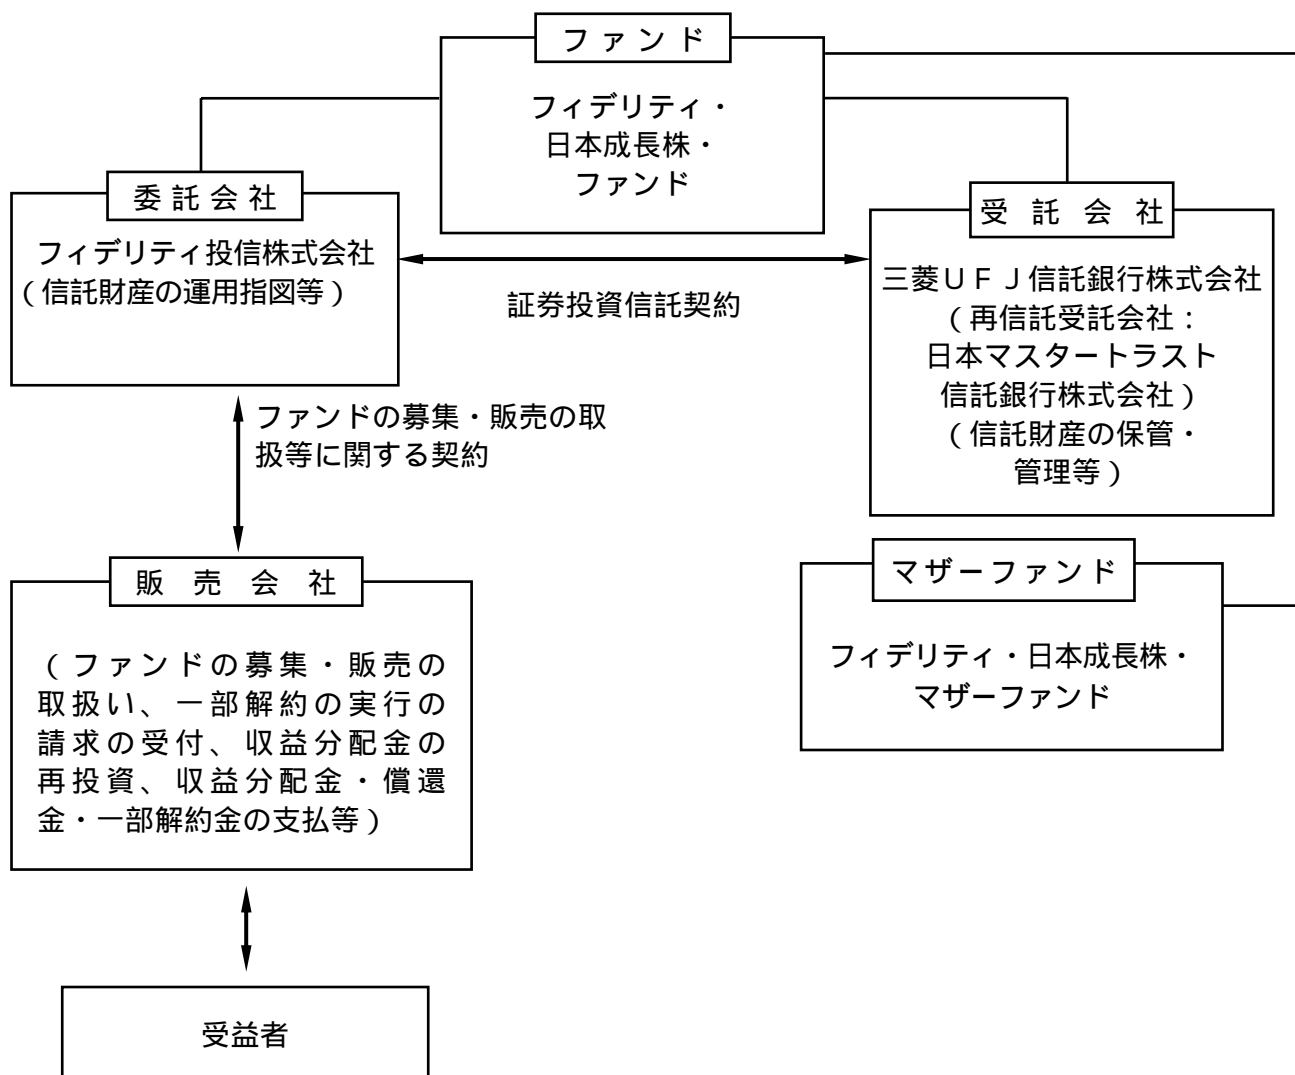 ファンド
フィデリティ・
日本成長株・
ファンド
委託会社
フィデリティ投信株式会社
(信託財産の運用指図等)
証券投資信託契約
受託会社
三菱UFJ信託銀行株式会社
(再信託受託会社:
日本マスタートラスト
信託銀行株式会社)
(信託財産の保管・
管理等)
ファンドの募集・販売の取
扱等に関する契約
販売会社
(ファンドの募集・販売の
取扱い、一部解約の実行の
請求の受付、収益分配金の
再投資、収益分配金・償還
金・一部解約金の支払等)
マザーファンド
フィデリティ・日本成長株・
マザーファンド
受益者